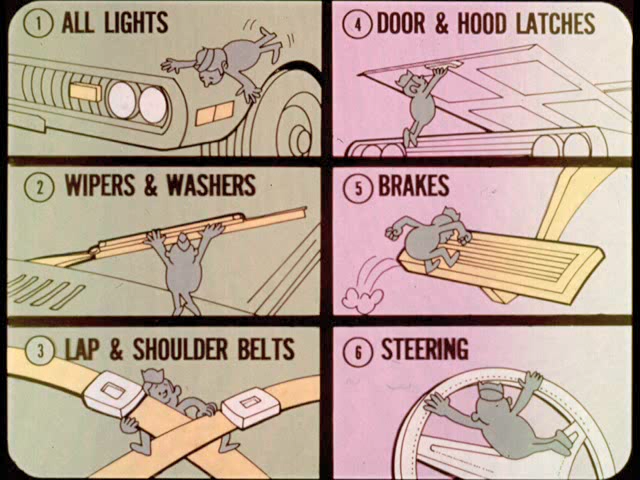 1 ALL LIGHTS
2 WIPERS & WASHERS
3 LAP & SHOULDER BELTS
4 DOOR & HOOD LATCHES
5 BRAKES
6 STEERING